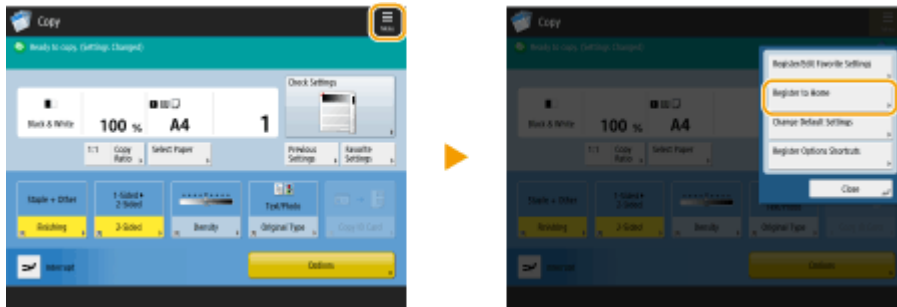 Copy
Menu
Ready to copy. (Settings Changed)
Check Settings
Black & White
100 %
A4
1
1:1
Copy
Ratio
Select Paper
Previous
Settings
Favorite
Settings
Staple + Other
1-Sided
2-Sided
Text/Photo
Finishing
2-Sided
Density
Original Type
Copy ID Card
Interrupt
Options
Copy
Ready to copy. (Settings Changed)
Register/Edit Favorite Settings
Register to Home
Change Default Settings
Register Options Shortcuts
Close
Black & White
100 %
A4
1:1
Copy
Ratio
Select Paper
Staple + Other
1-Sided
2-Sided
Finishing
2-Sided
Density
Original Type
Interrupt
Options